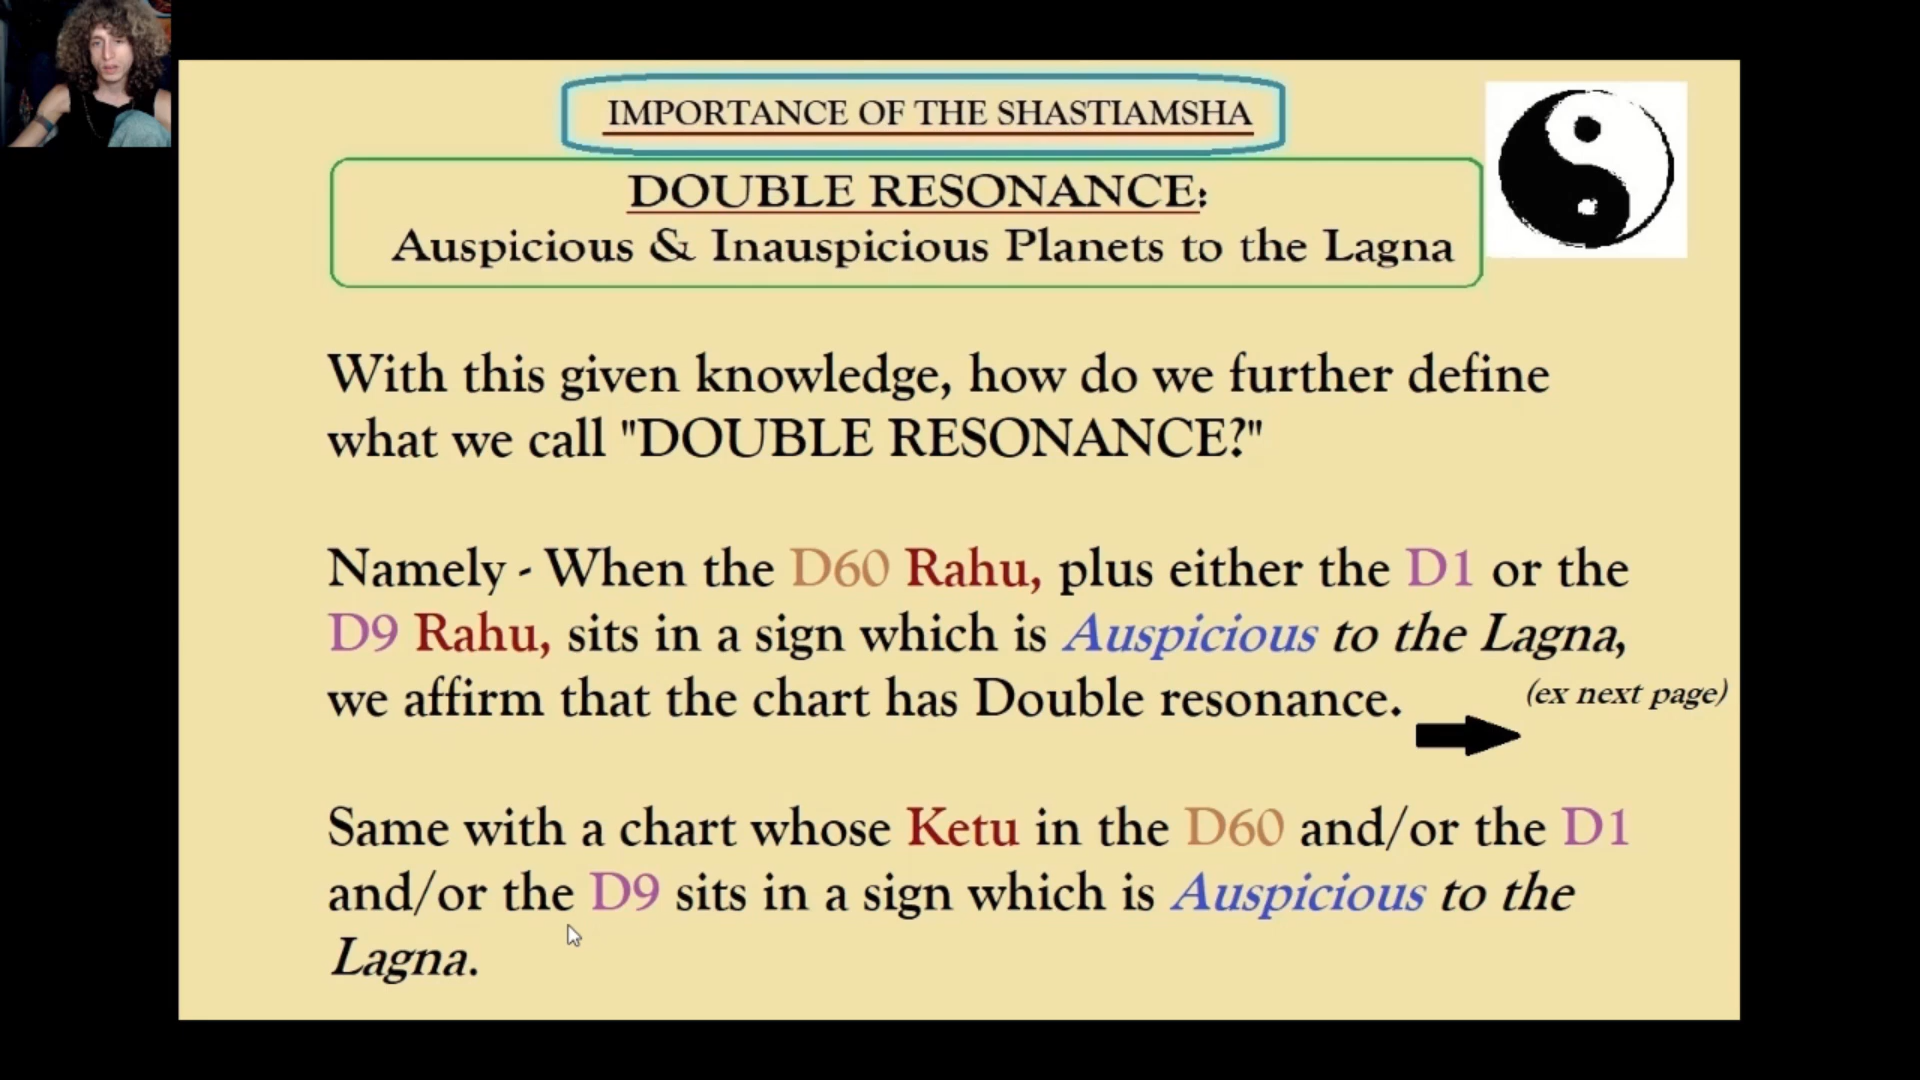 IMPORTANCE OF THE SHASTIAMSHA
DOUBLE RESONANCE:
Auspicious & Inauspicious Planets to the Lagna
With this given knowledge, how do we further define
what we call "DOUBLE RESONANCE?"
Namely - When the D60 Rahu, plus either the D1 or the
D9 Rahu, sits in a sign which is Auspicious to the Lagna,
we affirm that the chart has Double resonance.
(ex next page)
Same with a chart whose Ketu in the D60 and/or the D1
and/or the D9 sits in a sign which is Auspicious to the
Lagna.